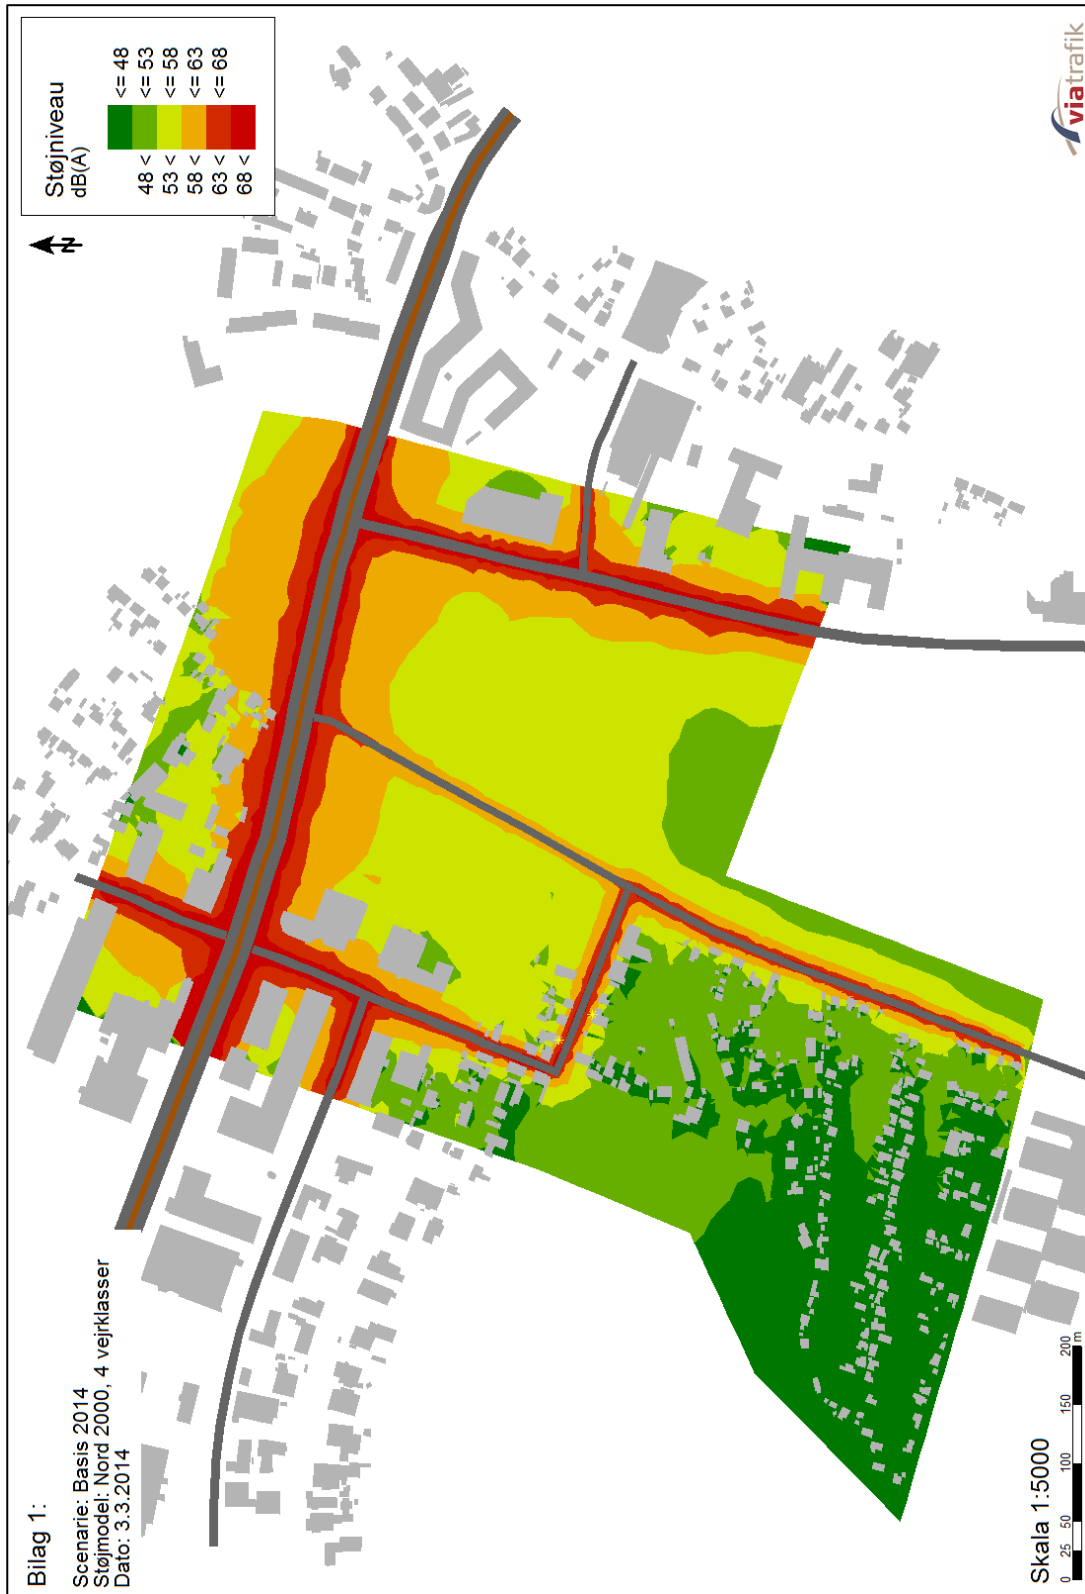 Bilag 1:
Scenarie: Basis 2014
Støjmodel: Nord 2000, 4 vejrklasser
Dato: 3.3.2014
N
Støjniveau
dB(A)
<= 48
48 < <= 53
53 < <= 58
58 < <= 63
63 < <= 68
68 <
Skala 1:5000
0 25 50 100 150 200
m
viatrafik